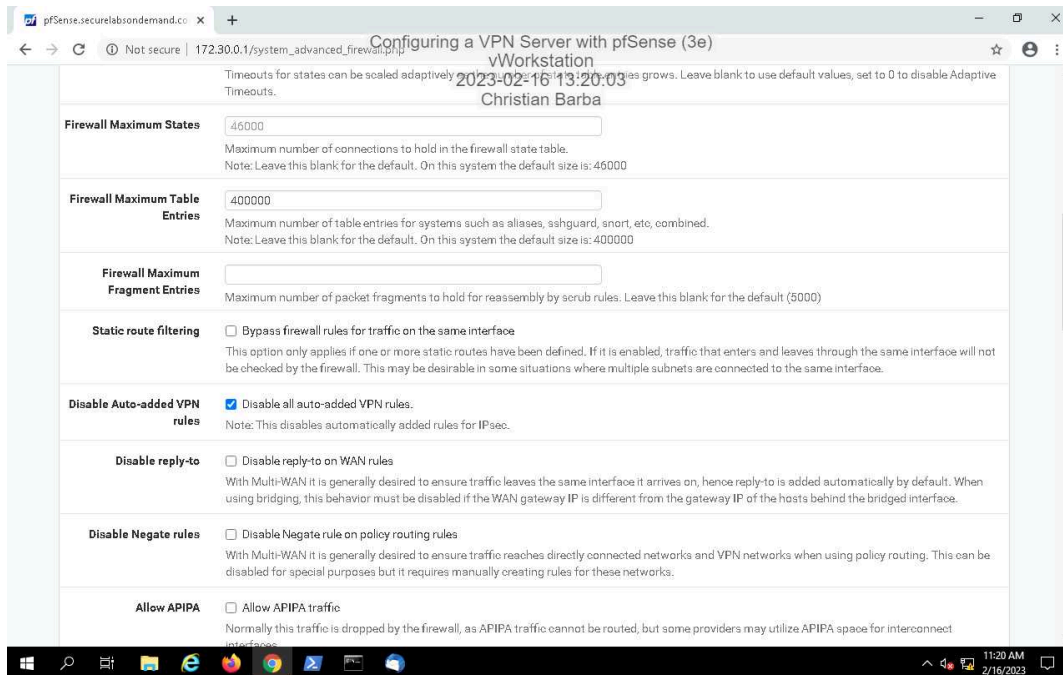 pfSense.securelabsondemand.co
Not secure | 172.30.0.1/system_advanced_firewall.php
Configuring a VPN Server with pfSense (3e)
vWorkstation
2023-02-16 13:20:03
Christian Barba
Timeouts for states can be scaled adaptively as the number of state table entries grows. Leave blank to use default values, set to 0 to disable Adaptive
Timeouts.
Firewall Maximum States
46000
Maximum number of connections to hold in the firewall state table.
Note: Leave this blank for the default. On this system the default size is: 46000
Firewall Maximum Table
Entries
400000
Maximum number of table entries for systems such as aliases, sshguard, snort, etc, combined.
Note: Leave this blank for the default. On this system the default size is: 400000
Firewall Maximum
Fragment Entries
Maximum number of packet fragments to hold for reassembly by scrub rules. Leave this blank for the default (5000)
Static route filtering
Bypass firewall rules for traffic on the same interface
This option only applies if one or more static routes have been defined. If it is enabled, traffic that enters and leaves through the same interface will not
be checked by the firewall. This may be desirable in some situations where multiple subnets are connected to the same interface.
Disable Auto-added VPN
rules
Disable all auto-added VPN rules.
Note: This disables automatically added rules for IPsec.
Disable reply-to
Disable reply-to on WAN rules
With Multi-WAN it is generally desired to ensure traffic leaves the same interface it arrives on, hence reply-to is added automatically by default. When
using bridging, this behavior must be disabled if the WAN gateway IP is different from the gateway IP of the hosts behind the bridged interface.
Disable Negate rules
Disable Negate rule on policy routing rules
With Multi-WAN it is generally desired to ensure traffic reaches directly connected networks and VPN networks when using policy routing. This can be
disabled for special purposes but it requires manually creating rules for these networks.
Allow APIPA
Allow APIPA traffic
Normally this traffic is dropped by the firewall, as APIPA traffic cannot be routed, but some providers may utilize APIPA space for interconnect
interfaces.
11:20 AM
2/16/2023